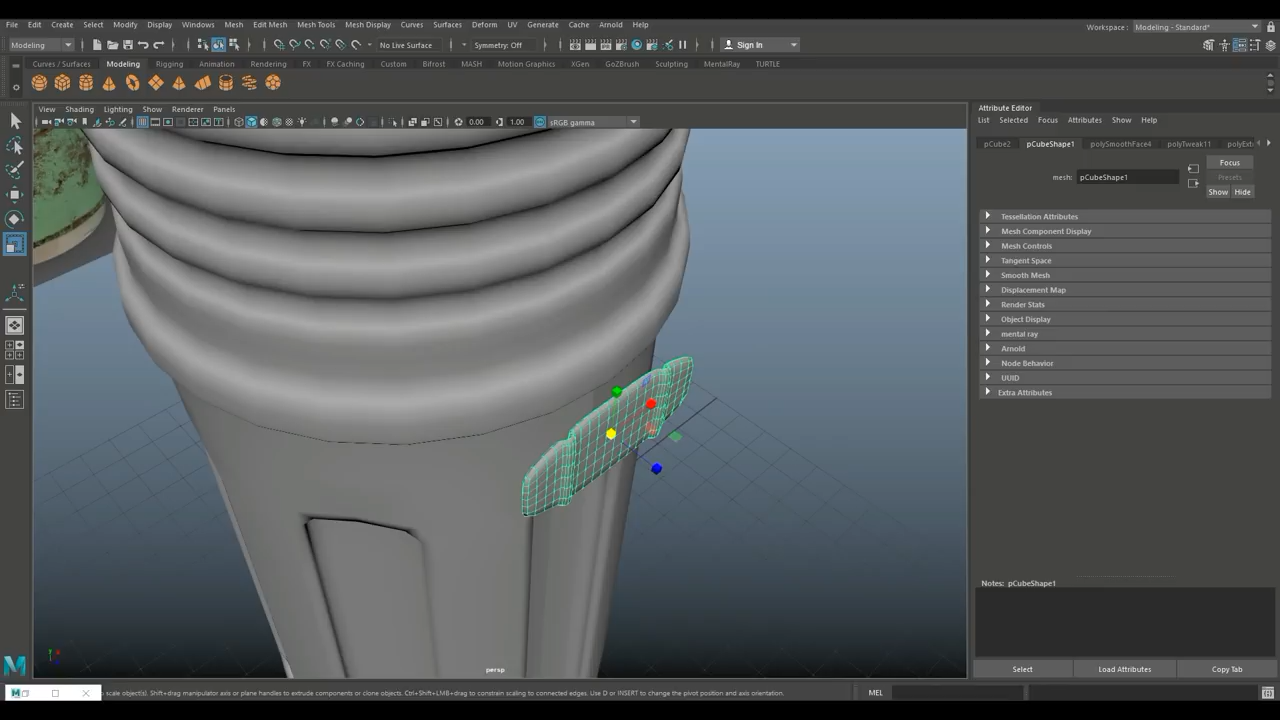 File Edit Create Select Modify Display Windows Mesh Edit Mesh Mesh Tools Mesh Display Curves Surfaces Deform UV Generate Cache Arnold Help
Workspace : Modeling - Standard*
Modeling
No Live Surface
Symmetry: Off
Sign In
Curves / Surfaces Modeling Rigging Animation Rendering FX FX Caching Custom Bifrost MASH Motion Graphics XGen GoZBrush Sculpting VMentalRay TURTLE
View Shading Lighting Show Renderer Panels
0.00 1.00 sRGB gamma
persp
Attribute Editor
List Selected Focus Attributes Show Help
pCube2 pCubeShape1 polySmoothFace4 polyTweak11 polyExt
mesh: pCubeShape1
Focus
Presets
Show Hide
Tessellation Attributes
Mesh Component Display
Mesh Controls
Tangent Space
Smooth Mesh
Displacement Map
Render Stats
Object Display
mental ray
Arnold
Node Behavior
UUID
Extra Attributes
Notes: pCubeShape1
Select Load Attributes Copy Tab
scale object(s). Shift+drag manipulator axis or plane handles to extrude components or clone objects. Ctrl+Shift+LMB+drag to constrain scaling to connected edges. Use D or INSERT to change the pivot position and axis orientation.
MEL